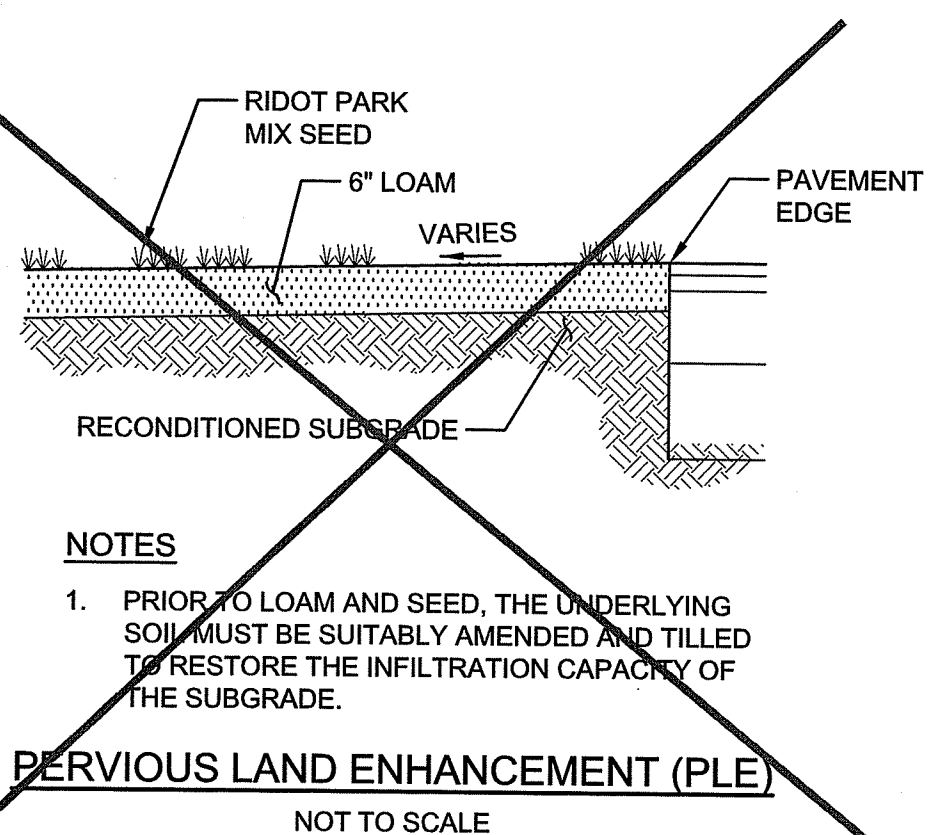 RIDOT PARK
MIX SEED
6" LOAM
PAVEMENT
EDGE
VARIES
RECONDITIONED SUBGRADE
NOTES
1. PRIOR TO LOAM AND SEED, THE UNDERLYING
SOIL MUST BE SUITABLY AMENDED AND TILLED
TO RESTORE THE INFILTRATION CAPACITY OF
THE SUBGRADE.
PERVIOUS LAND ENHANCEMENT (PLE)
NOT TO SCALE